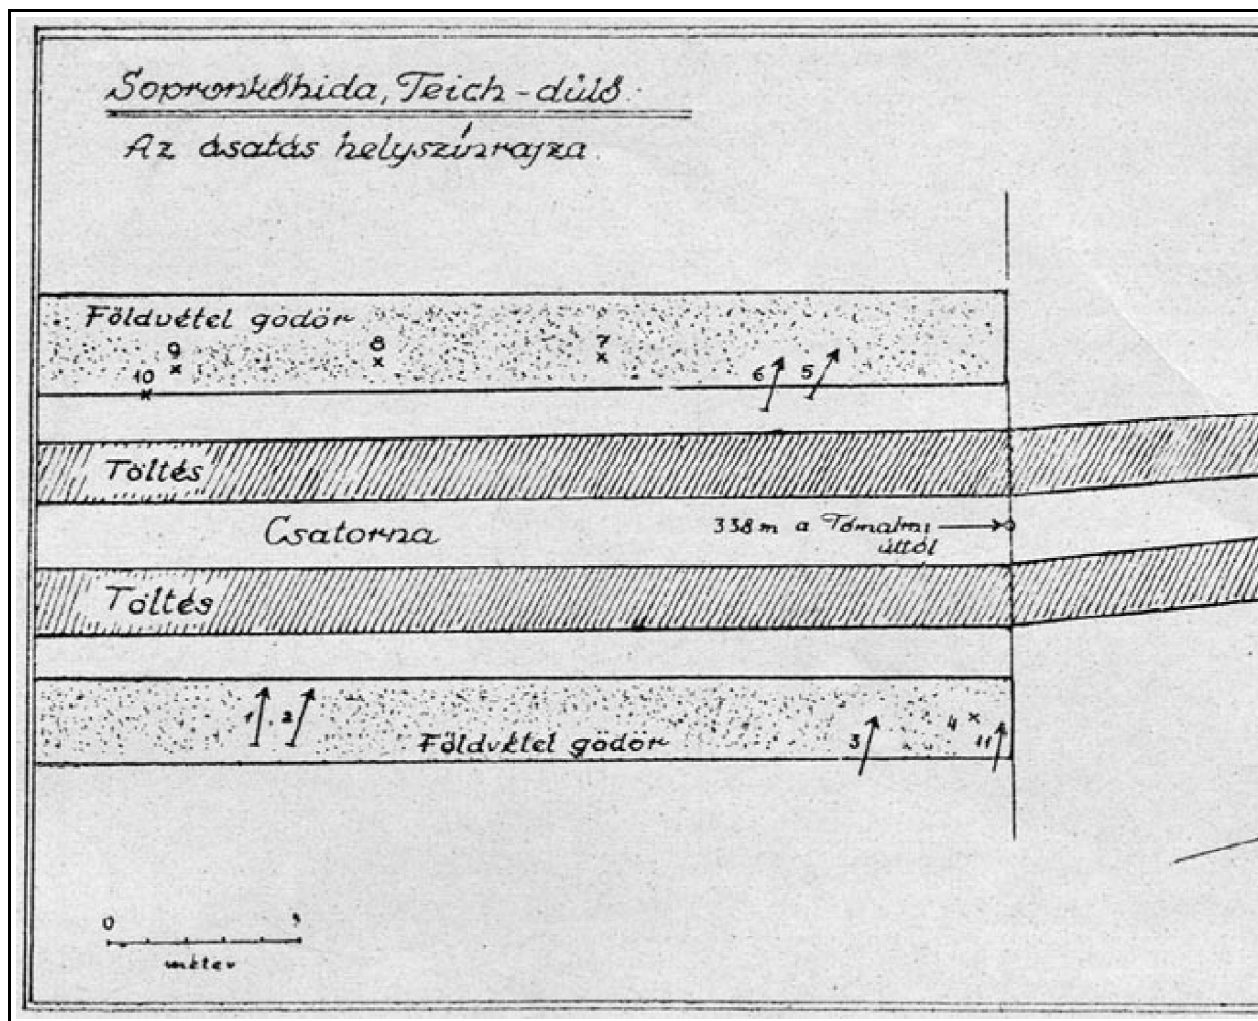 Sopronkőhida, Teich-dűlő.
Az ásatás helyszínrajza.
Földvétel gödör
9
8
7
10
6
5
Töltés
Csatorna
338 m a Tómalmi
úttól
Töltés
1
2
3
4
11
Földvétel gödör
0
méter